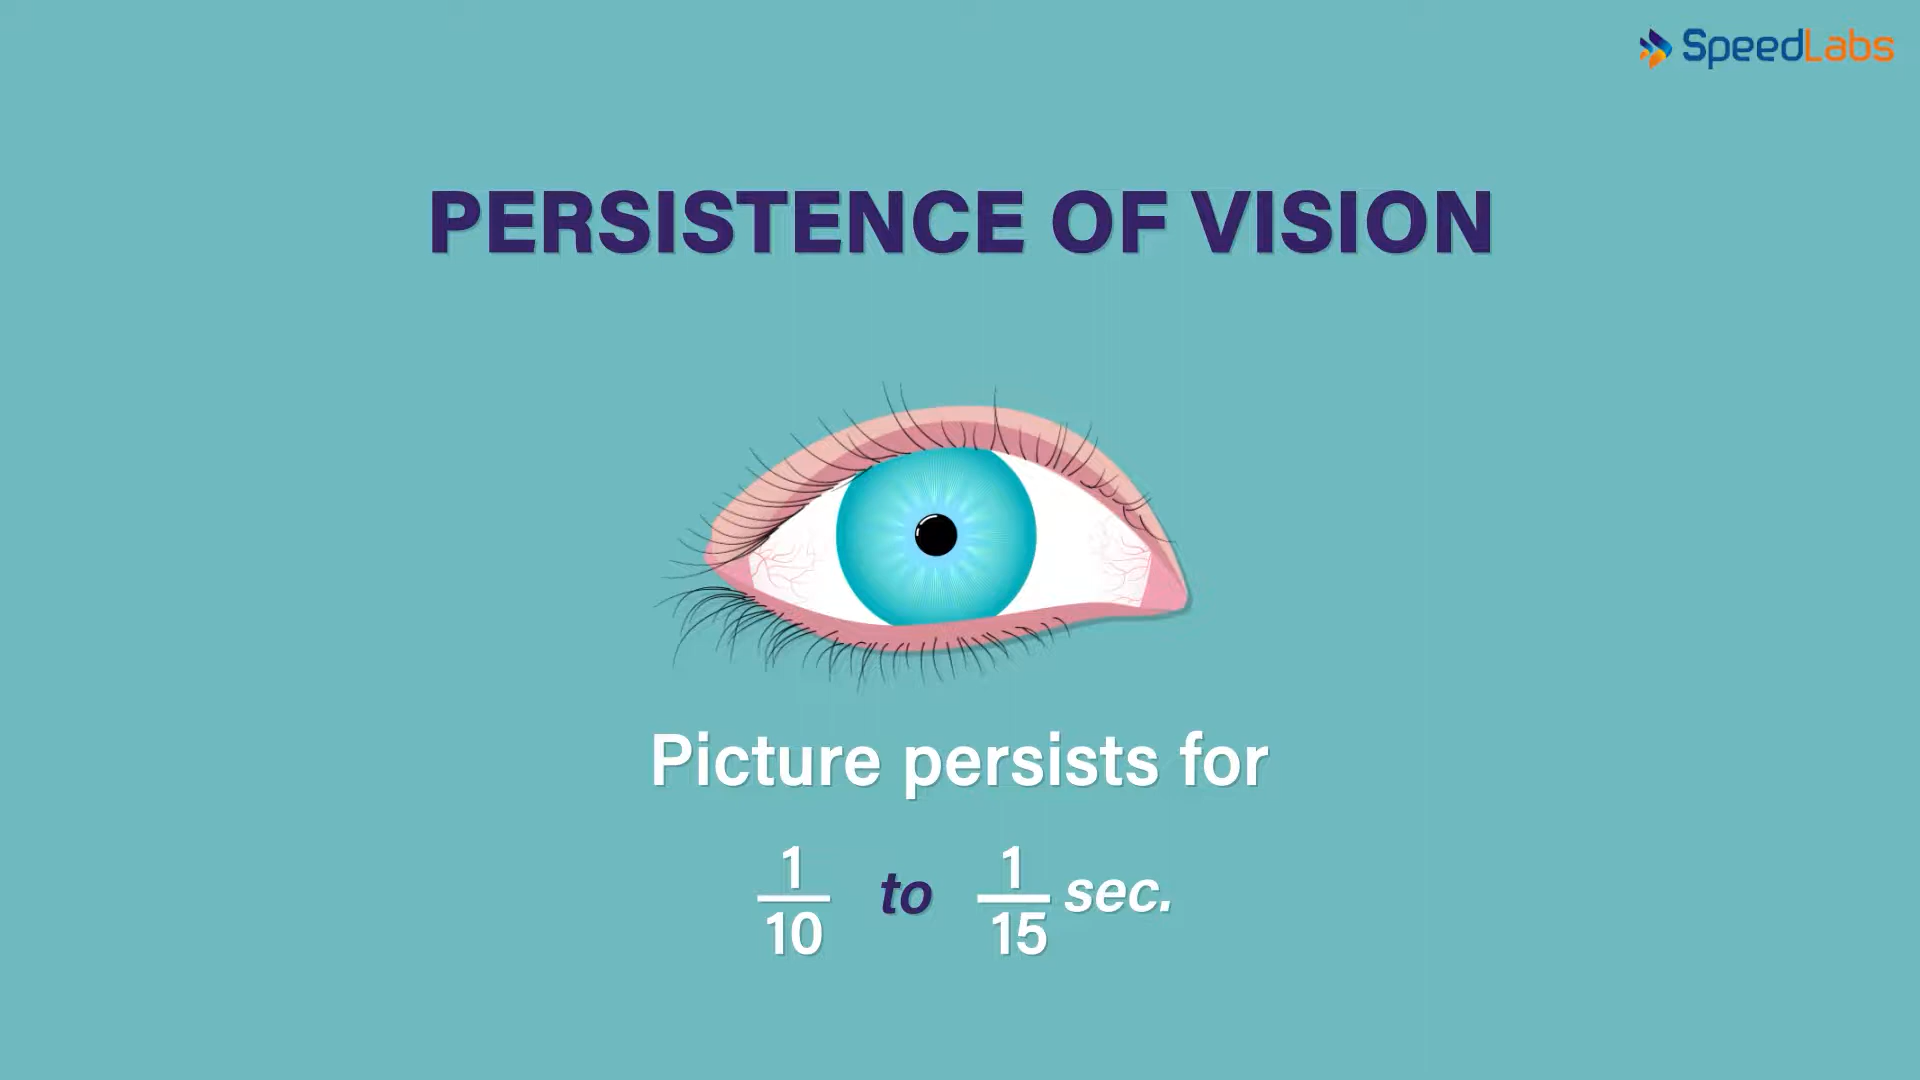 SpeedLabs
PERSISTENCE OF VISION
Picture persists for
1/10 to 1/15 sec.